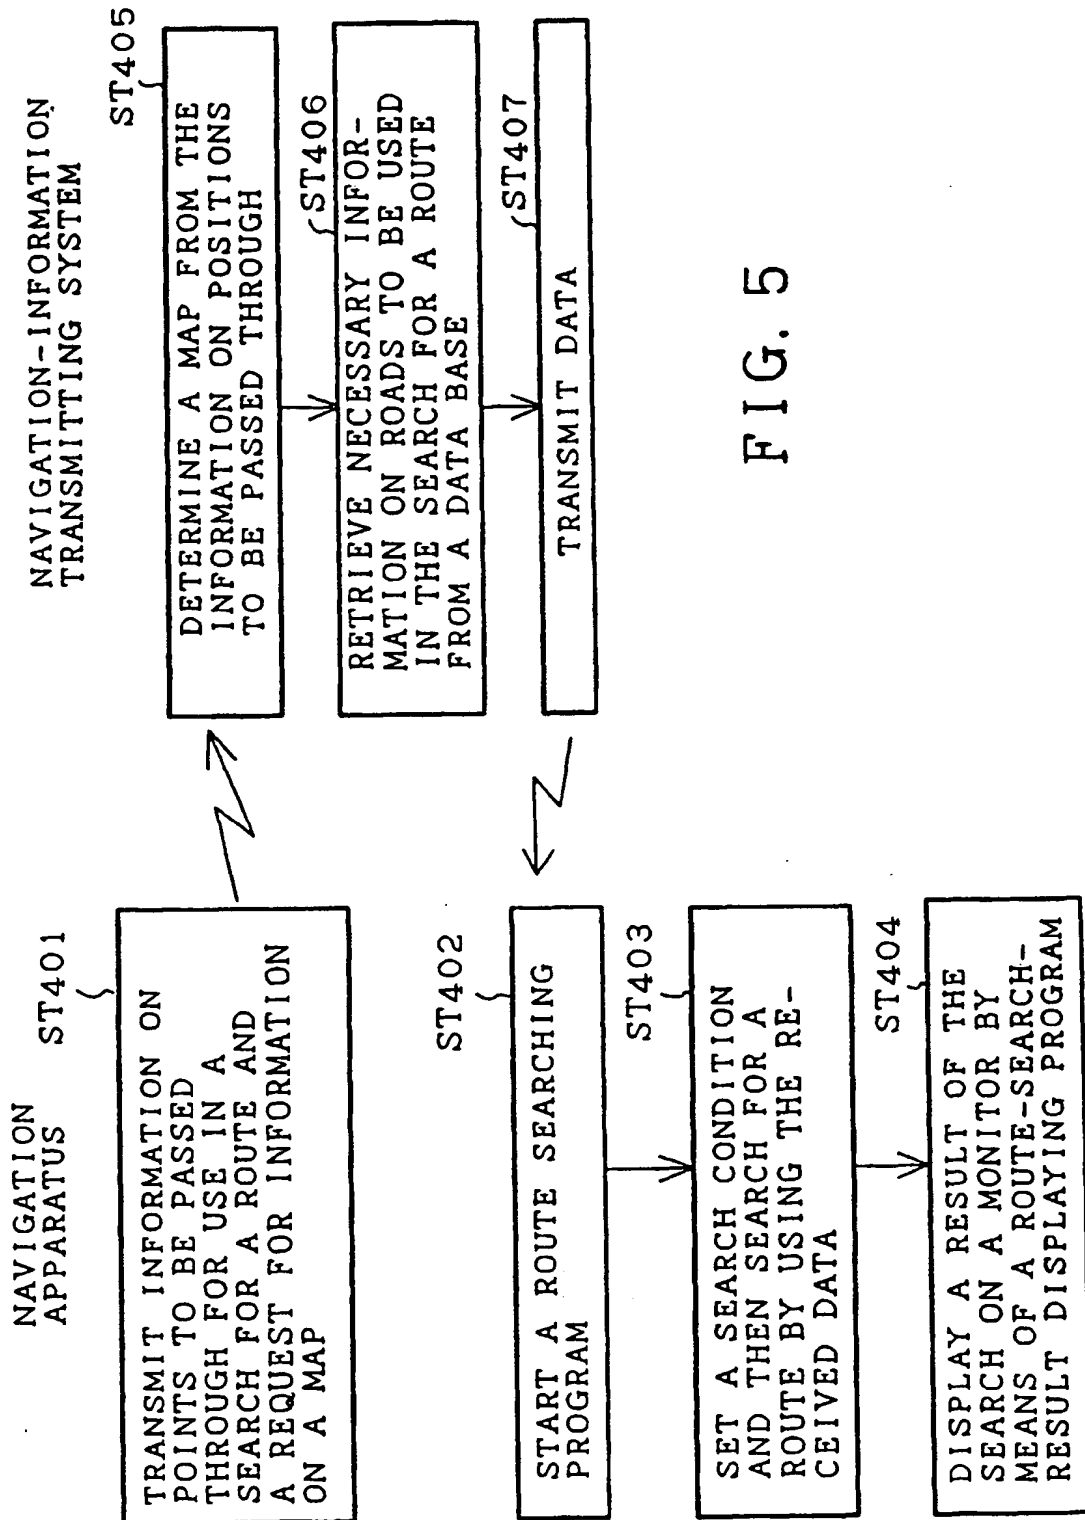 NAVIGATION
APPARATUS
ST401
TRANSMIT INFORMATION ON
POINTS TO BE PASSED
THROUGH FOR USE IN A
SEARCH FOR A ROUTE AND
A REQUEST FOR INFORMATION
ON A MAP
ST402
START A ROUTE SEARCHING
PROGRAM
ST403
SET A SEARCH CONDITION
AND THEN SEARCH FOR A
ROUTE BY USING THE RE-
CEIVED DATA
ST404
DISPLAY A RESULT OF THE
SEARCH ON A MONITOR BY
MEANS OF A ROUTE-SEARCH-
RESULT DISPLAYING PROGRAM
NAVIGATION-INFORMATION
TRANSMITTING SYSTEM
ST405
DETERMINE A MAP FROM THE
INFORMATION ON POSITIONS
TO BE PASSED THROUGH
ST406
RETRIEVE NECESSARY INFOR-
MATION ON ROADS TO BE USED
IN THE SEARCH FOR A ROUTE
FROM A DATA BASE
ST407
TRANSMIT DATA
FIG. 5